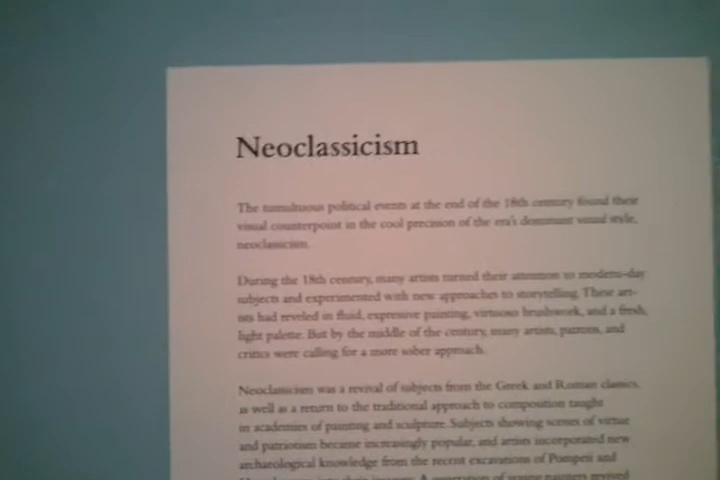 Neoclassicism
The tumultuous political events at the end of the 18th century found their
visual counterpoint in the cool precision of the era's dominant visual style,
neoclassicism.
During the 18th century, many artists turned their attention to modern-day
subjects and experimented with new approaches to storytelling. These art-
ists had reveled in fluid, expressive painting, virtuoso brushwork, and a fresh,
light palette. But by the middle of the century, many artists, patrons, and
critics were calling for a more sober approach.
Neoclassicism was a revival of subjects from the Greek and Roman classics,
as well as a return to the traditional approach to composition taught
in academies of painting and sculpture. Subjects showing scenes of virtue
and patriotism became increasingly popular, and artists incorporated new
archaeological knowledge from the recent excavations of Pompeii and